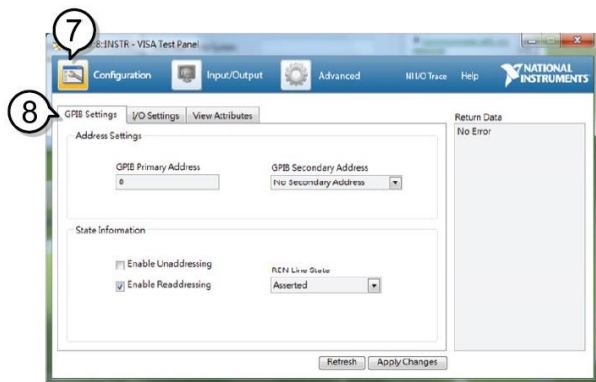 7
8::INSTR - VISA Test Panel
Configuration Input/Output Advanced NI I/O Trace Help NATIONAL INSTRUMENTS
8
GPIB Settings I/O Settings View Attributes
Return Data
No Error
Address Settings
GPIB Primary Address GPIB Secondary Address
8 No Secondary Address
State Information
Enable Unaddressing
REN Line State
Enable Readdressing Asserted
Refresh Apply Changes